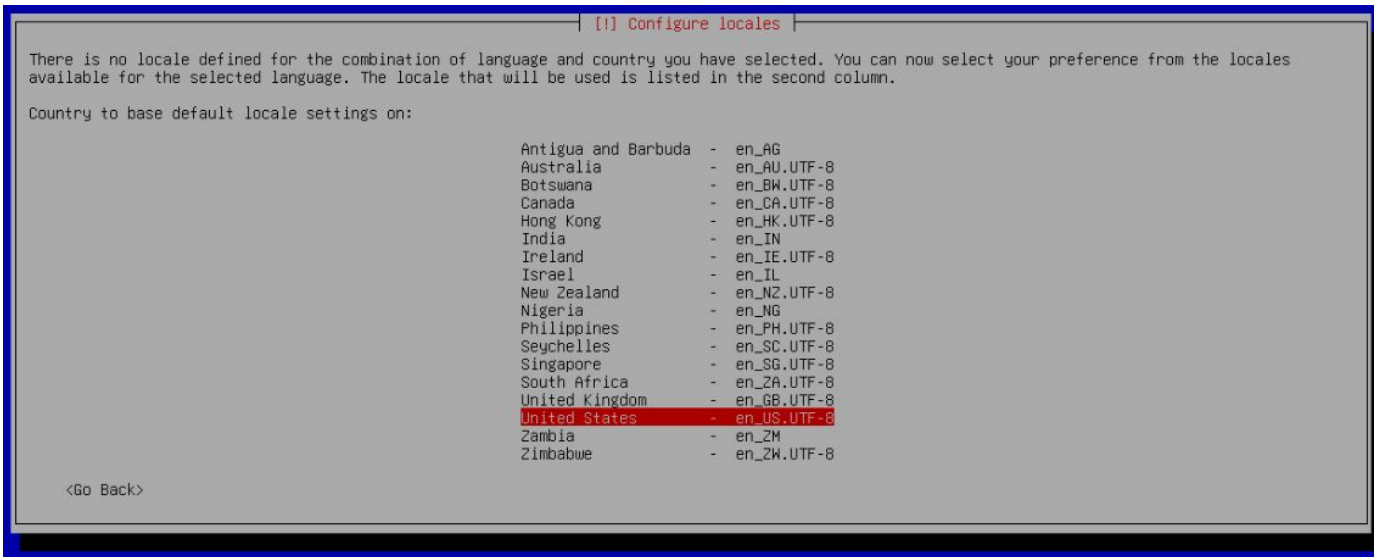 [!] Configure locales
There is no locale defined for the combination of language and country you have selected. You can now select your preference from the locales
available for the selected language. The locale that will be used is listed in the second column.
Country to base default locale settings on:
Antigua and Barbuda - en_AG
Australia - en_AU.UTF-8
Botswana - en_BW.UTF-8
Canada - en_CA.UTF-8
Hong Kong - en_HK.UTF-8
India - en_IN
Ireland - en_IE.UTF-8
Israel - en_IL
New Zealand - en_NZ.UTF-8
Nigeria - en_NG
Philippines - en_PH.UTF-8
Seychelles - en_SC.UTF-8
Singapore - en_SG.UTF-8
South Africa - en_ZA.UTF-8
United Kingdom - en_GB.UTF-8
United States - en_US.UTF-8
Zambia - en_ZM
Zimbabwe - en_ZW.UTF-8
<Go Back>